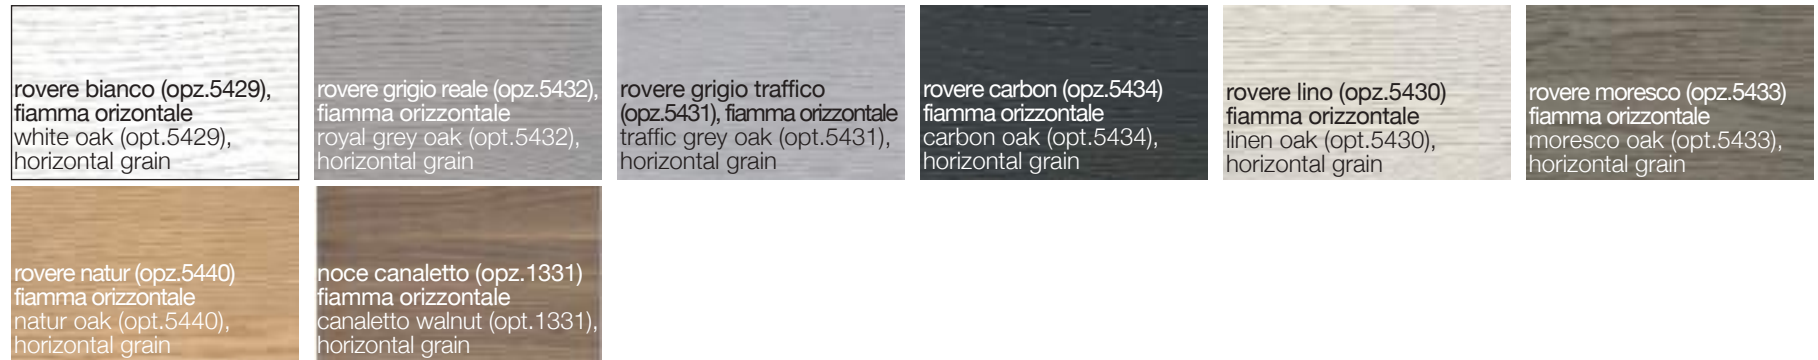 rovere bianco (opz.5429),
fiamma orizontale
white oak (opt.5429),
horizontal grain
rovere grigio reale (opz.5432),
fiamma orizzontale
royal grey oak (opt.5432),
horizontal grain
rovere grigio traffico
(opz.5431), fiamma orizzontale
traffic grey oak (opt.5431),
horizontal grain
rovere carbon (opz.5434)
fiamma orizzontale
carbon oak (opt.5434),
horizontal grain
rovere lino (opz.5430)
fiamma orizzontale
linen oak (opt.5430),
horizontal grain
rovere moresco (opz.5433)
fiamma orizzontale
moresco oak (opt.5433),
horizontal grain
rovere natur (opz.5440)
fiamma orizzontale
natur oak (opt.5440),
horizontal grain
noce canaletto (opz.1331)
fiamma orizzontale
canaletto walnut (opt.1331),
horizontal grain